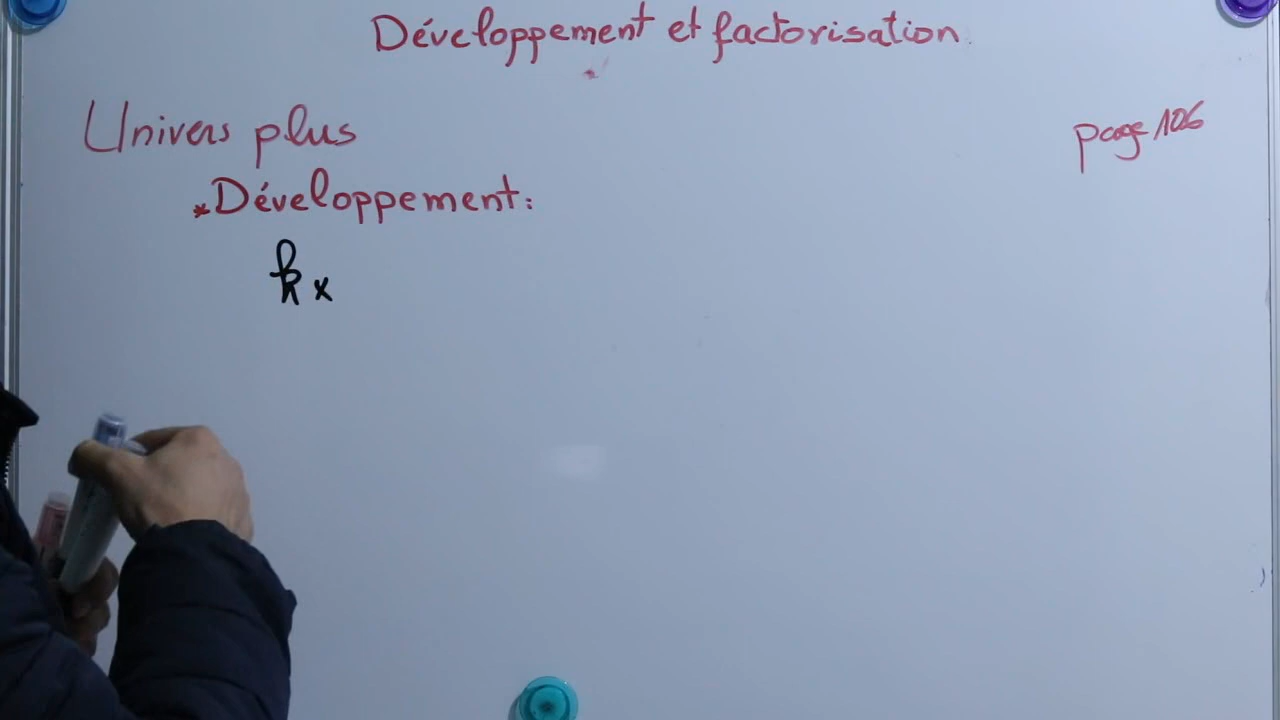 Développement et factorisation
Univers plus
page 106
*Développement:
k x